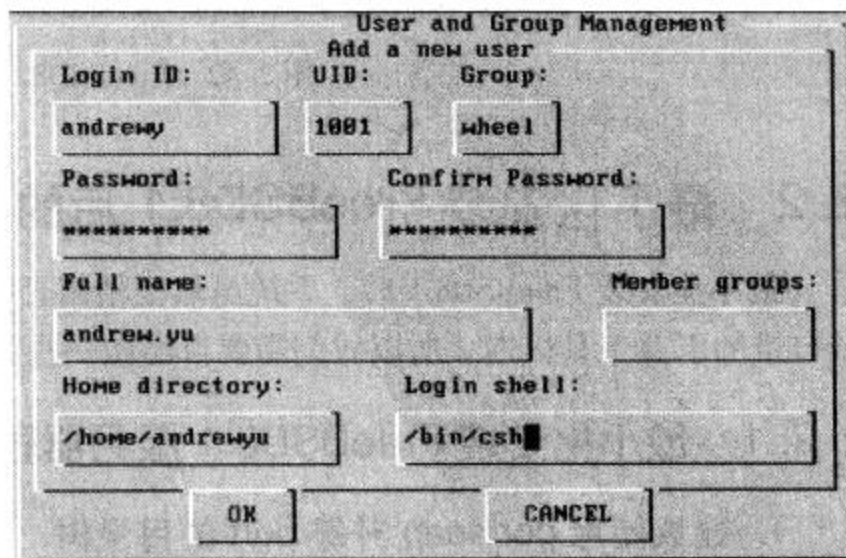 User and Group Management
Add a new user
Login ID: UID: Group:
andrewy 1001 wheel
Password: Confirm Password:
********** **********
Full name: Member groups:
andrew.yu
Home directory: Login shell:
/home/andrewyu /bin/csh
OK CANCEL